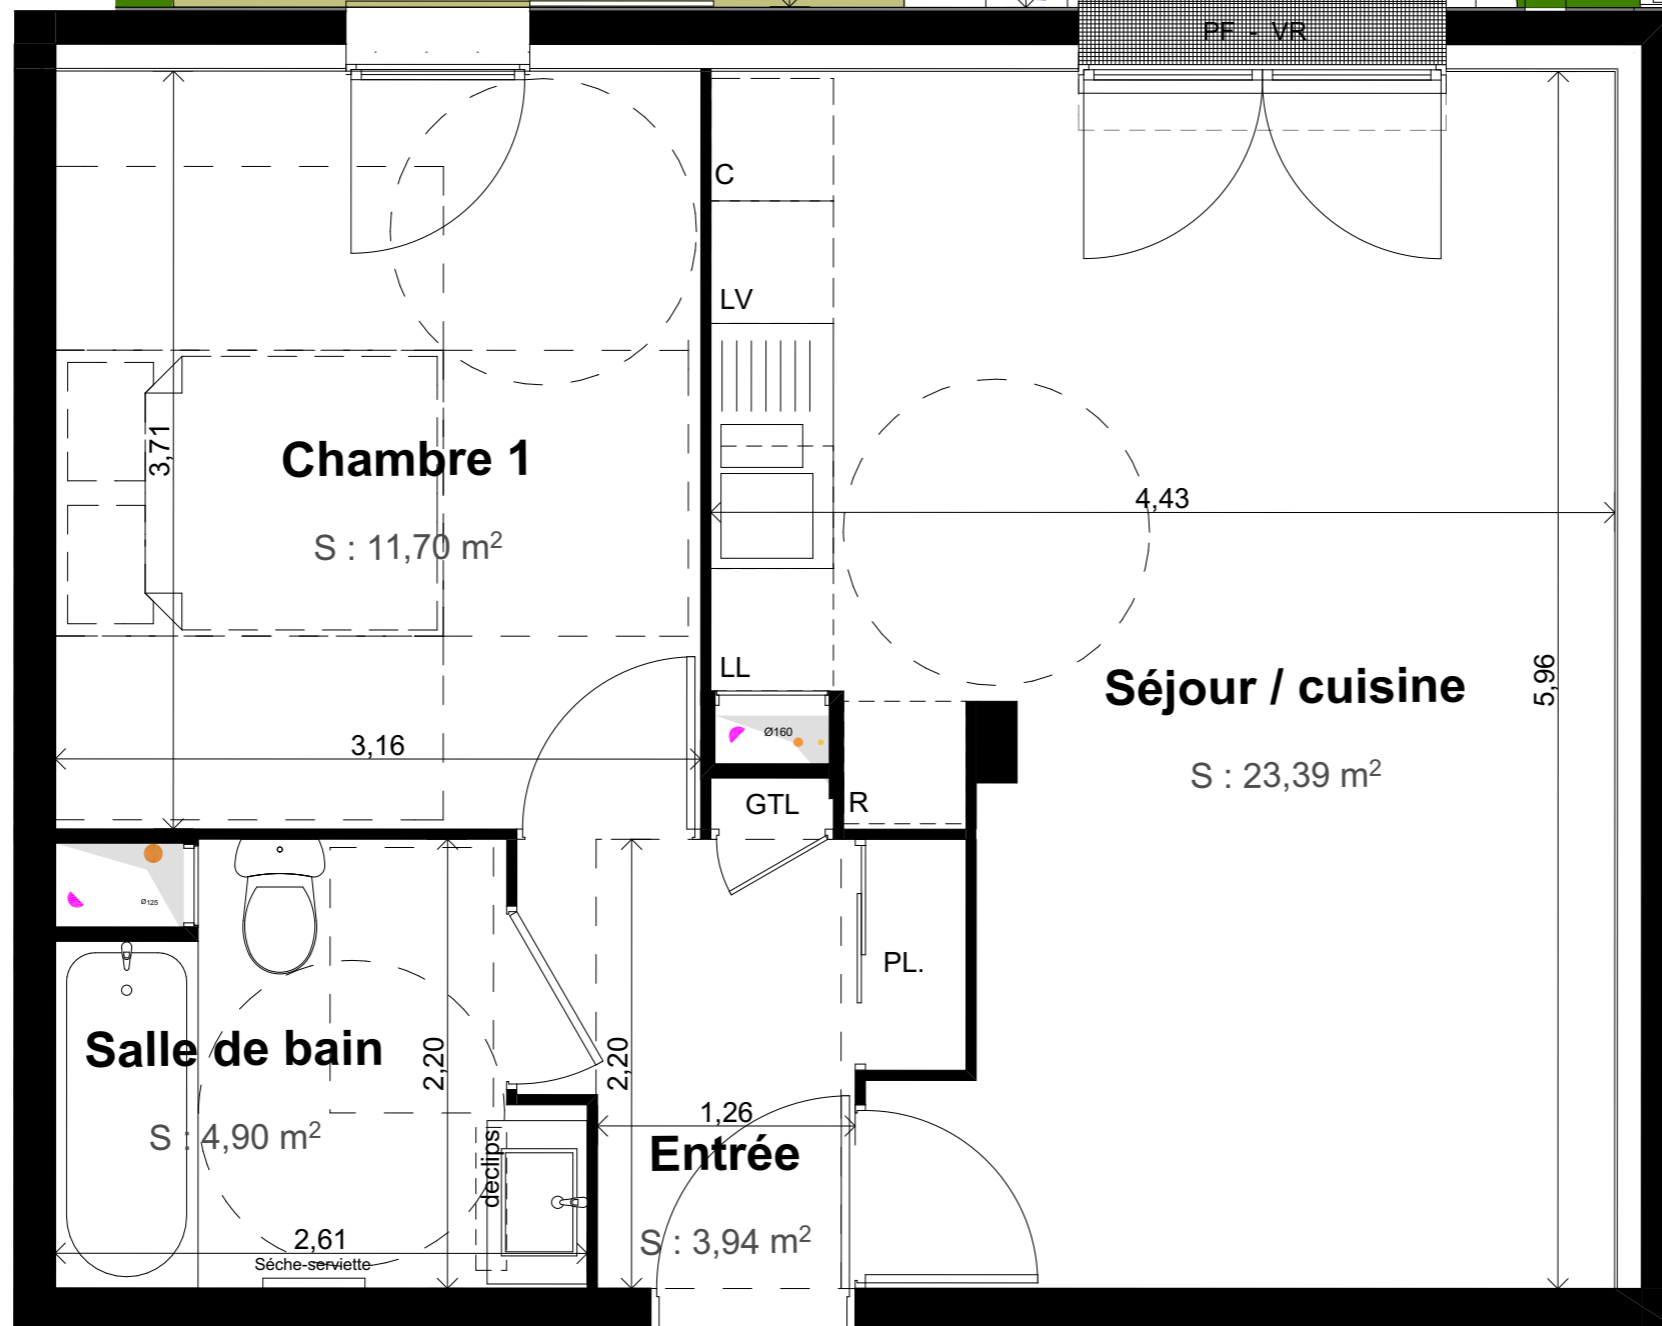 PF - VR
C
LV
3,71
Chambre 1
S : 11,70 m²
4,43
LL
5,96
Séjour / cuisine
S : 23,39 m²
3,16
Ø160
GTL
R
Ø125
PL.
Salle de bain
S : 4,90 m²
2,20
2,20
1,26
Entrée
S : 3,94 m²
declips
2,61
Séche-serviette